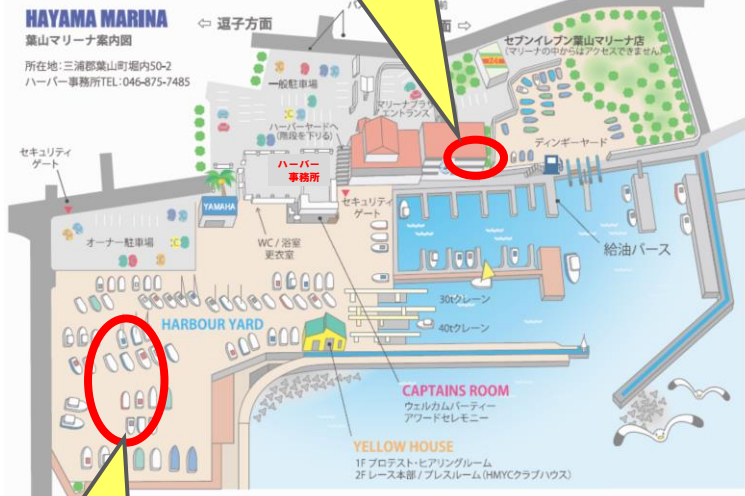 HAYAMA MARINA
葉山マリーナ案内図
所在地:三浦郡葉山町堀内50-2
ハーバー事務所TEL:046-875-7485
⇦ 逗子方面
前
面 ⇨
セブンイレブン葉山マリーナ店
(マリーナの中からはアクセスできません)
一般駐車場
マリーナプラザ
エントランス
ハーバーヤードへ
(階段を下りる)
ディンギーヤード
セキュリティ
ゲート
ハーバー
事務所
YAMAHA
セキュリティ
ゲート
オーナー駐車場
WC / 浴室
更衣室
給油バース
30tクレーン
HARBOUR YARD
40tクレーン
CAPTAINS ROOM
ウェルカムパーティー
アワードセレモニー
YELLOW HOUSE
1F プロテスト・ヒアリングルーム
2F レース本部 / プレスルーム(HMYCクラブハウス)